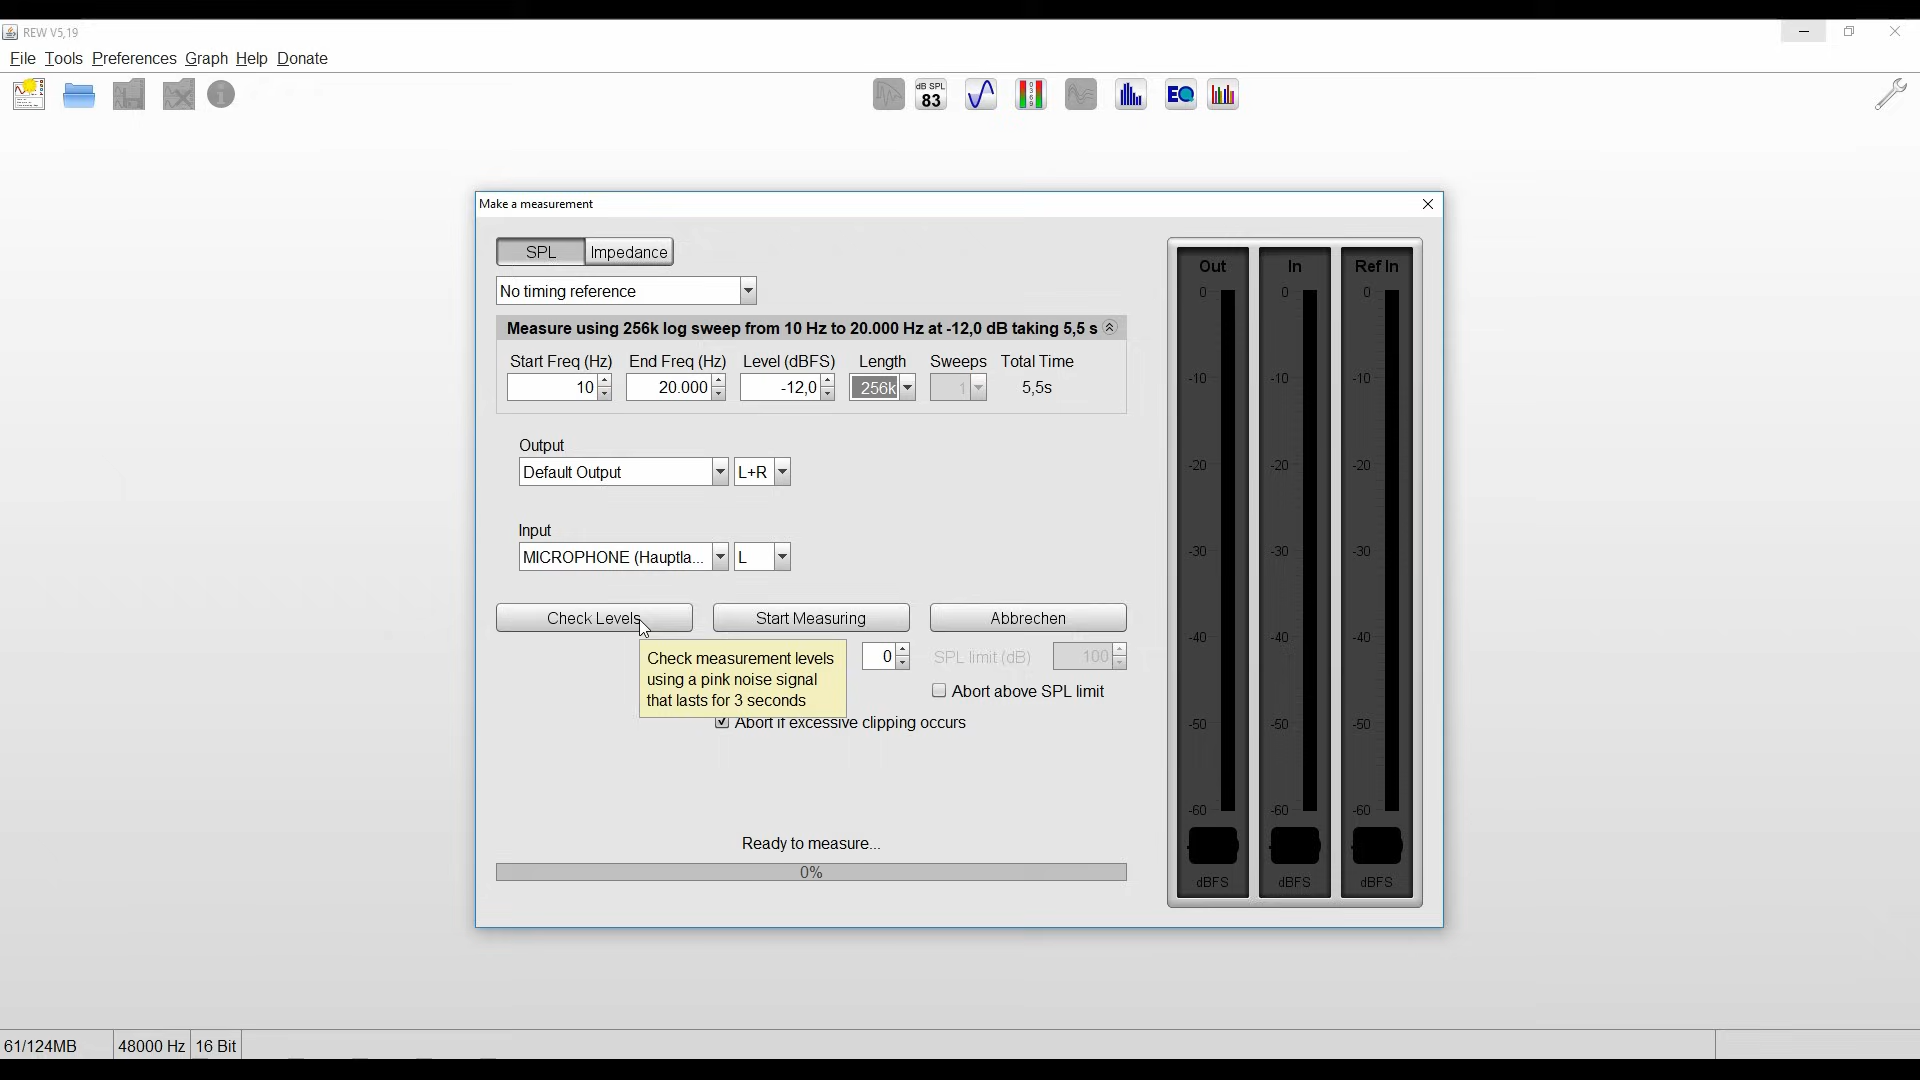 REW V5,19
File Tools Preferences Graph Help Donate
dB SPL
83
0 3 6 9
EQ
Make a measurement
SPL Impedance
No timing reference
Measure using 256k log sweep from 10 Hz to 20.000 Hz at -12,0 dB taking 5,5 s
Start Freq (Hz) End Freq (Hz) Level (dBFS) Length Sweeps Total Time
10 20.000 -12,0 256k 1 5,5s
Output
Default Output L+R
Input
MICROPHONE (Hauptla... L
Check Levels Start Measuring Abbrechen
0 SPL limit (dB) 100
Check measurement levels
using a pink noise signal
that lasts for 3 seconds
Abort above SPL limit
Abort if excessive clipping occurs
Ready to measure...
0%
Out In Ref In
0 0 0
-10 -10 -10
-20 -20 -20
-30 -30 -30
-40 -40 -40
-50 -50 -50
-60 -60 -60
dBFS dBFS dBFS
61/124MB 48000 Hz 16 Bit